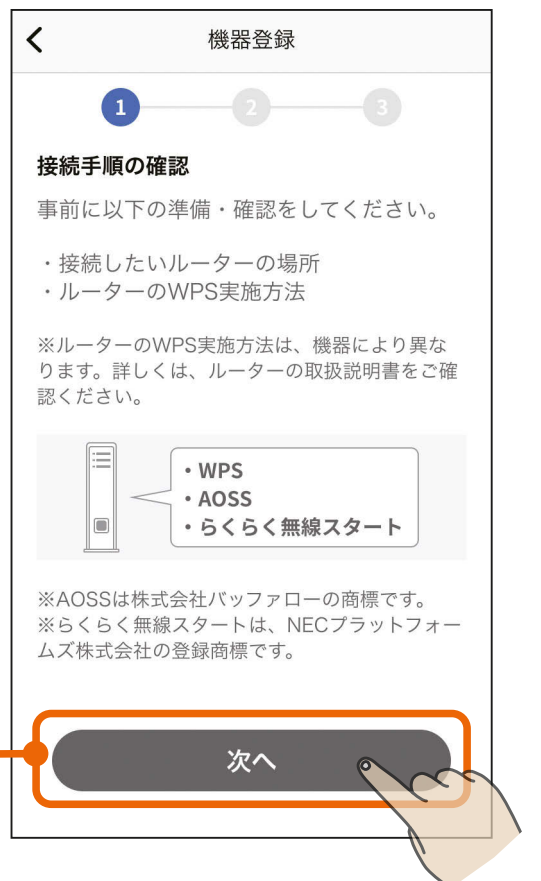 機器登録
1 2 3
接続手順の確認
事前に以下の準備・確認をしてください。
・接続したいルーターの場所
・ルーターのWPS実施方法
※ルーターのWPS実施方法は、機器により異な
ります。詳しくは、ルーターの取扱説明書をご確
認ください。
・WPS
・AOSS
・らくらく無線スタート
※AOSSは株式会社バッファローの商標です。
※らくらく無線スタートは、NECプラットフォー
ムズ株式会社の登録商標です。
次へ